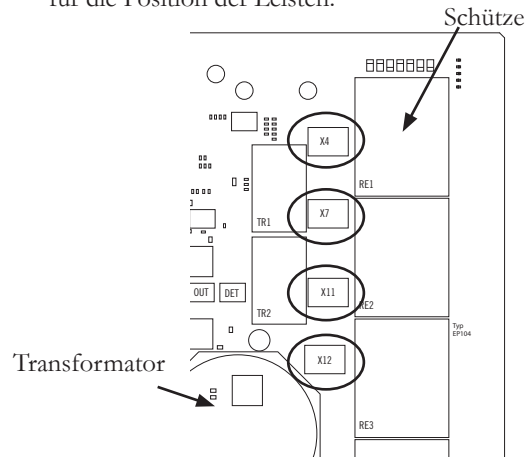 für die Position der Leisten.
Schütze
X4
RE1
X7
TR1
X11
OUT
DET
RE2
TR2
Typ
EP104
X12
Transformator
RE3